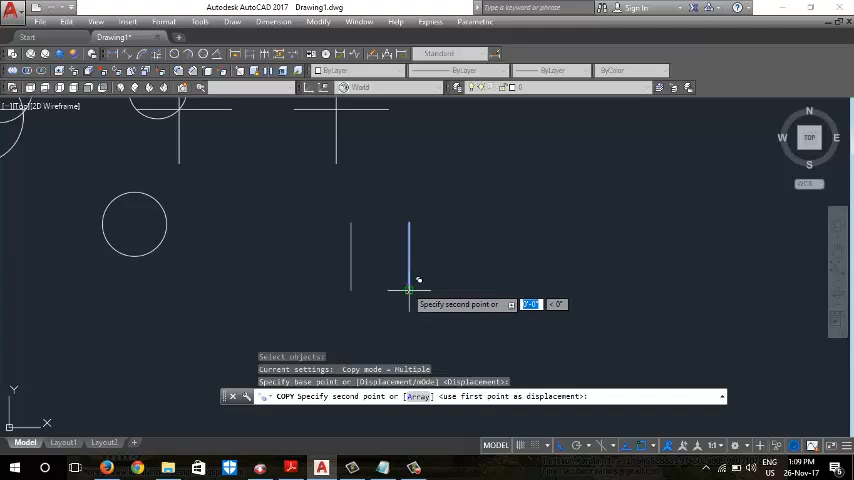 Autodesk AutoCAD 2017 Drawing1.dwg
Type a keyword or phrase
Sign In
File Edit View Insert Format Tools Draw Dimension Modify Window Help Express Parametric
Start Drawing1*
Standard
ByLayer ByLayer ByLayer ByColor
World 0
[−][Top][2D Wireframe]
N
W TOP E
S
WCS
Specify second point or 0'-0" < 0°
Select objects:
Current settings: Copy mode = Multiple
Specify base point or [Displacement/mOde] <Displacement>:
COPY Specify second point or [Array] <use first point as displacement>:
Y
X
Model Layout1 Layout2 +
MODEL 1:1
ENG 1:09 PM
US 26-Nov-17